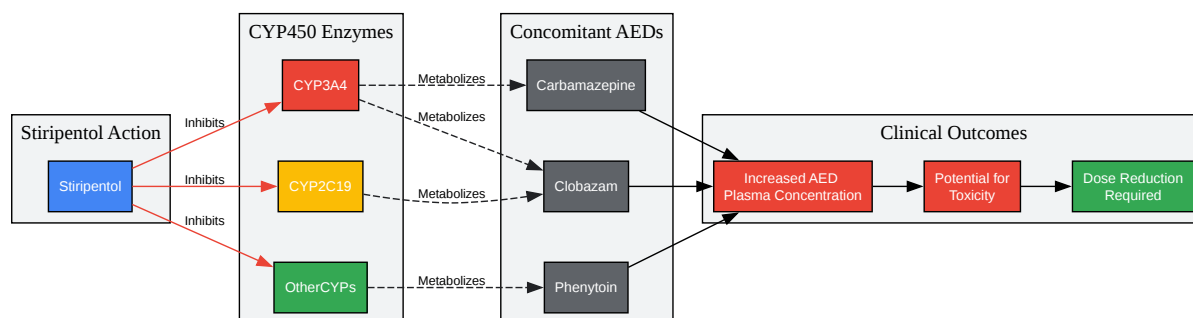 CYP450 Enzymes
Concomitant AEDs
CYP3A4
Metabolizes
Carbamazepine
Metabolizes
Stiripentol Action
Inhibits
Clinical Outcomes
Stiripentol
Inhibits
CYP2C19
Metabolizes
Clobazam
Increased AED
Plasma Concentration
Potential for
Toxicity
Dose Reduction
Required
Inhibits
OtherCYPs
Metabolizes
Phenytoin